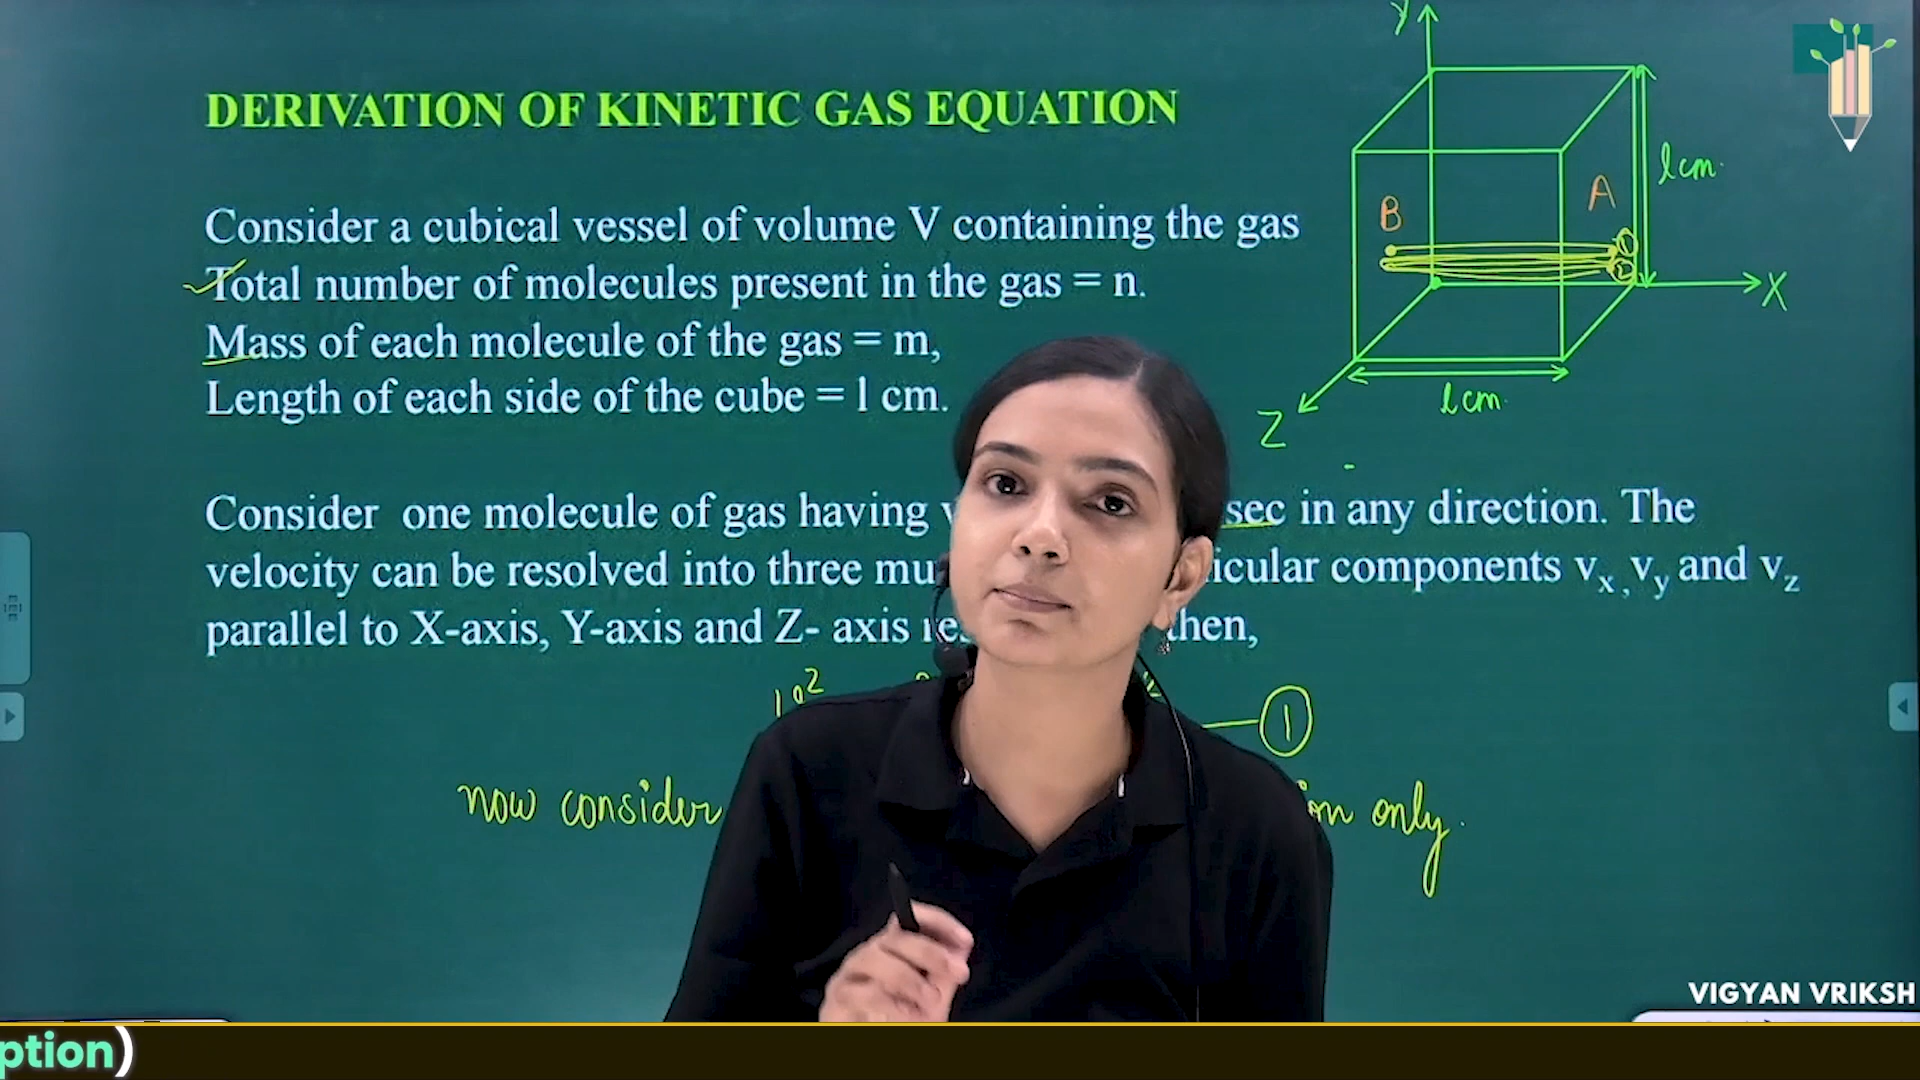 DERIVATION OF KINETIC GAS EQUATION
Consider a cubical vessel of volume V containing the gas
Total number of molecules present in the gas = n.
Mass of each molecule of the gas = m,
Length of each side of the cube = l cm.
Y
l cm.
A
B
1
2
X
l cm.
Z
Consider one molecule of gas having sec in any direction. The
velocity can be resolved into three components vx, vy and vz
parallel to X-axis, Y-axis and Z- axis then,
1
now consider only.
VIGYAN VRIKSH
ption)